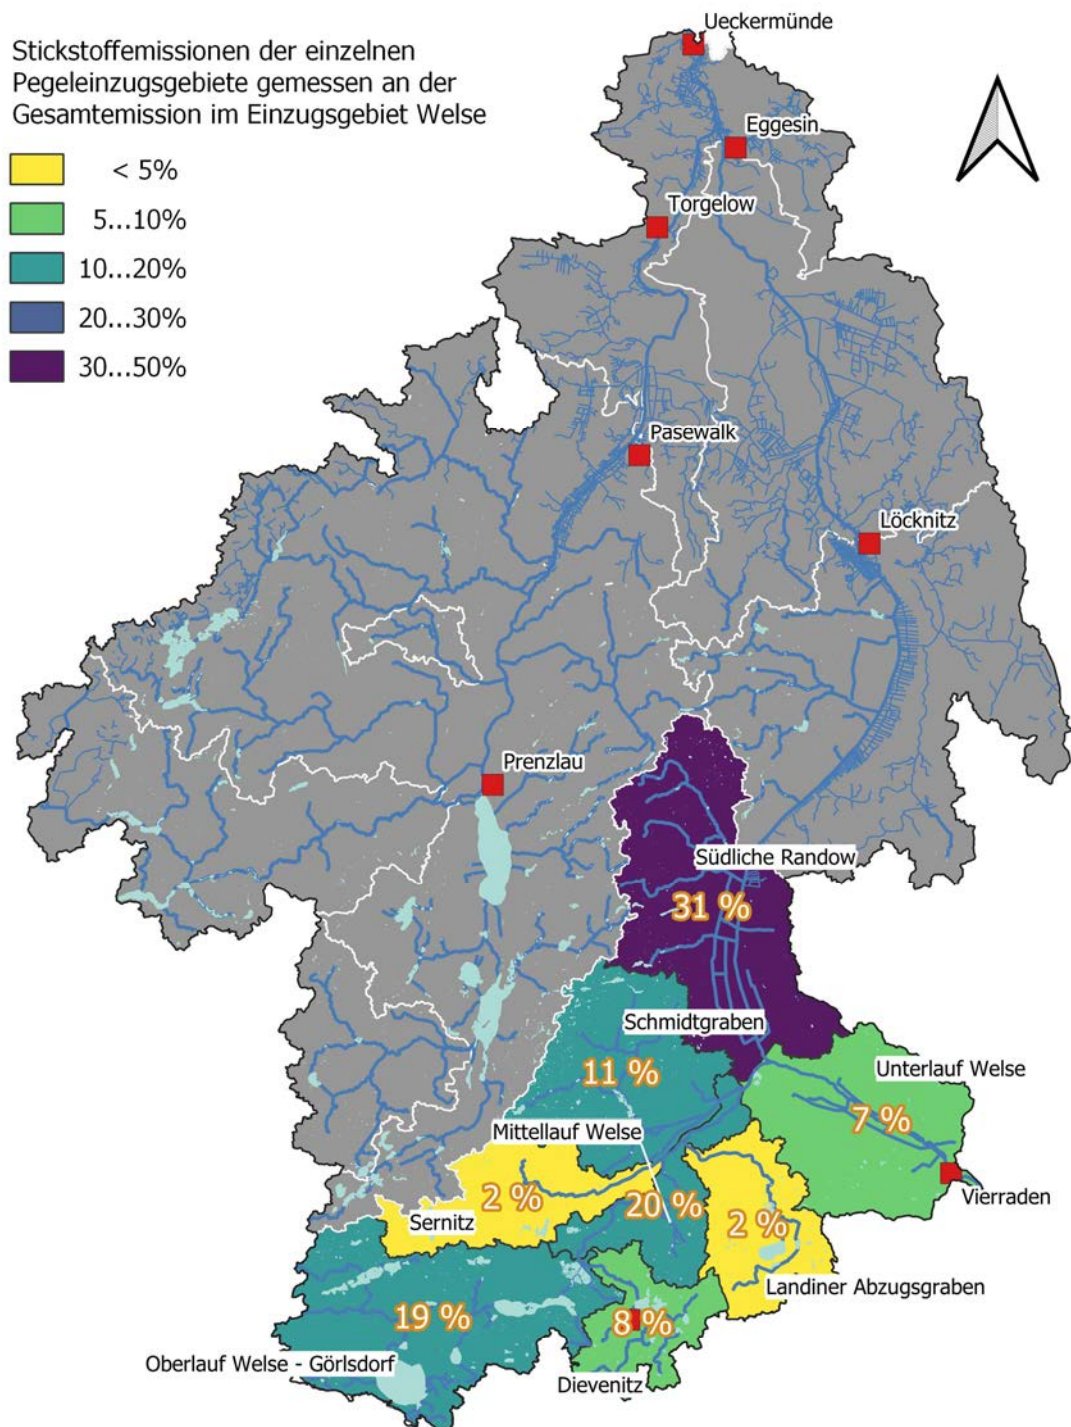 Stickstoffemissionen der einzelnen
Pegeleinzugsgebiete gemessen an der
Gesamtemission im Einzugsgebiet Welse
< 5%
5...10%
10...20%
20...30%
30...50%
Ueckermünde
Eggesin
Torgelow
Pasewalk
Löcknitz
Prenzlau
Südliche Randow
31 %
Schmidtgraben
11 %
Unterlauf Welse
7 %
Mittellauf Welse
20 %
2 %
Sernitz
2 %
Vierraden
Landiner Abzugsgraben
19 %
8 %
Oberlauf Welse - Görlsdorf
Dievenitz